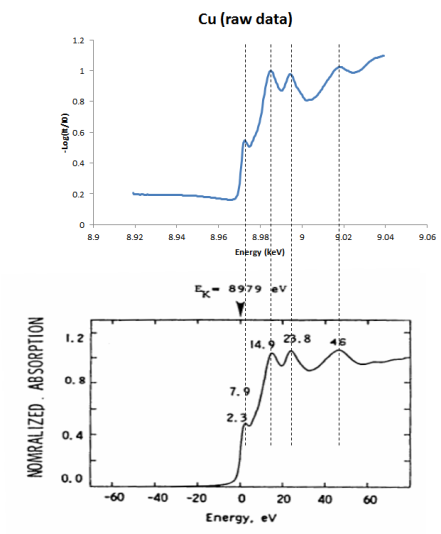 Cu (raw data)
-Log(It/I0)
1.2
1
0.8
0.6
0.4
0.2
0
8.9 8.92 8.94 8.96 8.98 9 9.02 9.04 9.06
Energy (keV)
EK= 8979 eV
NOMRALIZED. ABSORPTION
1.2
0.8
0.4
0.0
14.9 23.8 46
7.9
2.3
-60 -40 -20 0 20 40 60
Energy, eV